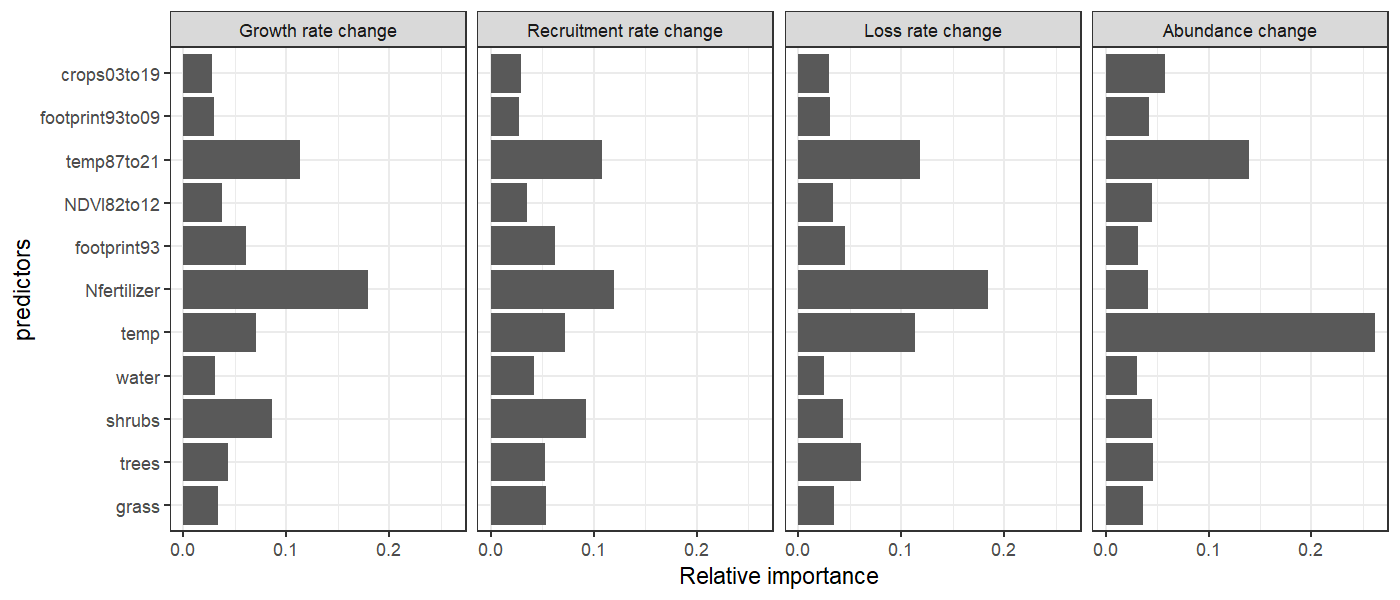 Growth rate change
Recruitment rate change
Loss rate change
Abundance change
predictors
crops03to19
footprint93to09
temp87to21
NDVI82to12
footprint93
Nfertilizer
temp
water
shrubs
trees
grass
0.0 0.1 0.2
0.0 0.1 0.2
0.0 0.1 0.2
0.0 0.1 0.2
Relative importance